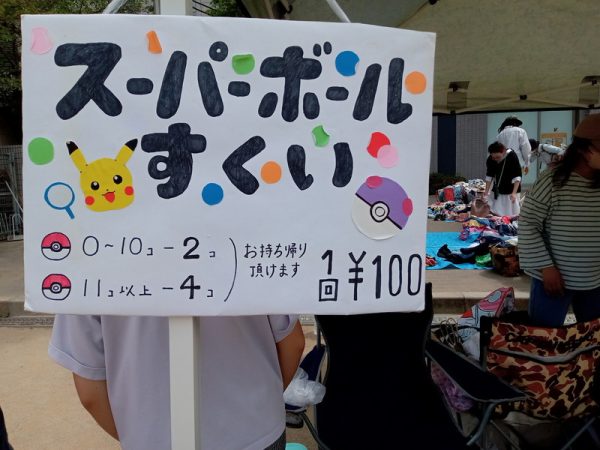 スーパーボール
すくい
0~10コ-2コ
11コ以上-4コ
お持ち帰り
頂けます
1回¥100